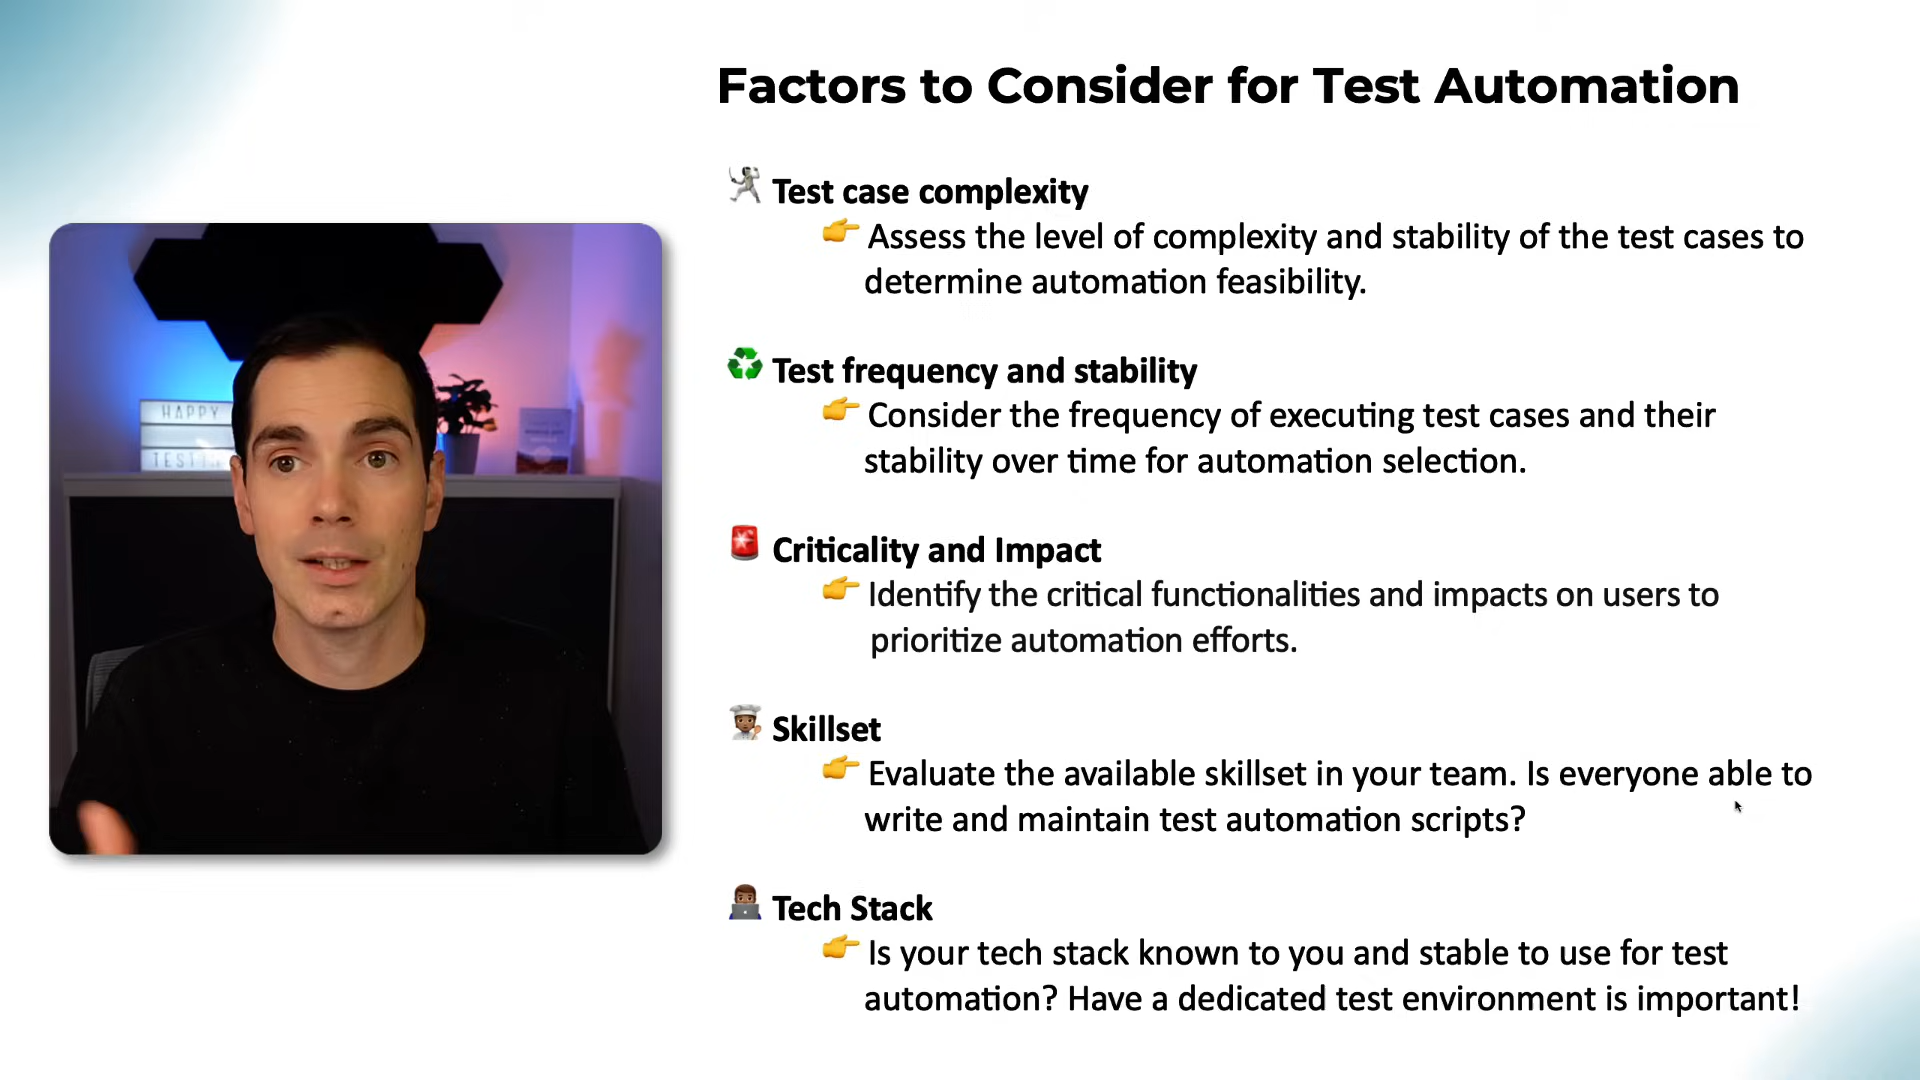 Factors to Consider for Test Automation
Test case complexity
Assess the level of complexity and stability of the test cases to
determine automation feasibility.
Test frequency and stability
Consider the frequency of executing test cases and their
stability over time for automation selection.
Criticality and Impact
Identify the critical functionalities and impacts on users to
prioritize automation efforts.
Skillset
Evaluate the available skillset in your team. Is everyone able to
write and maintain test automation scripts?
Tech Stack
Is your tech stack known to you and stable to use for test
automation? Have a dedicated test environment is important!
HAPPY